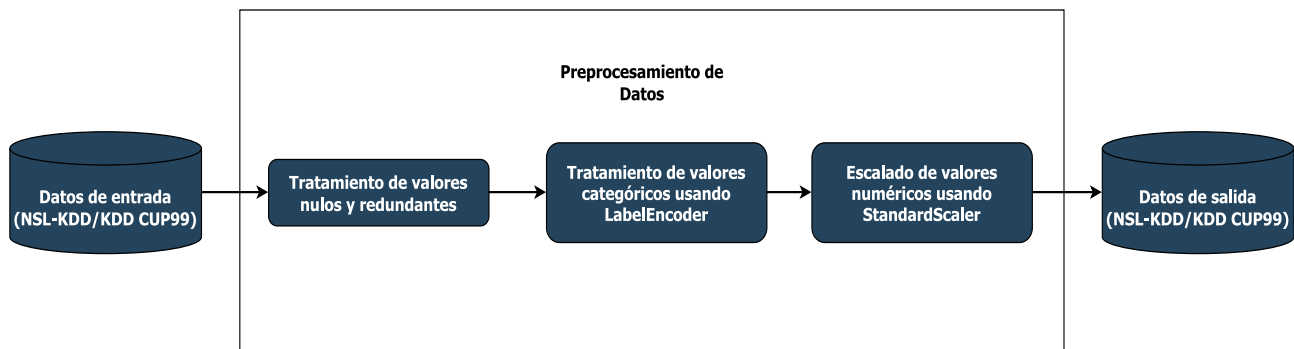 Preprocesamiento de
Datos
Datos de entrada
(NSL-KDD/KDD CUP99)
Tratamiento de valores
nulos y redundantes
Tratamiento de valores
categóricos usando
LabelEncoder
Escalado de valores
numéricos usando
StandardScaler
Datos de salida
(NSL-KDD/KDD CUP99)